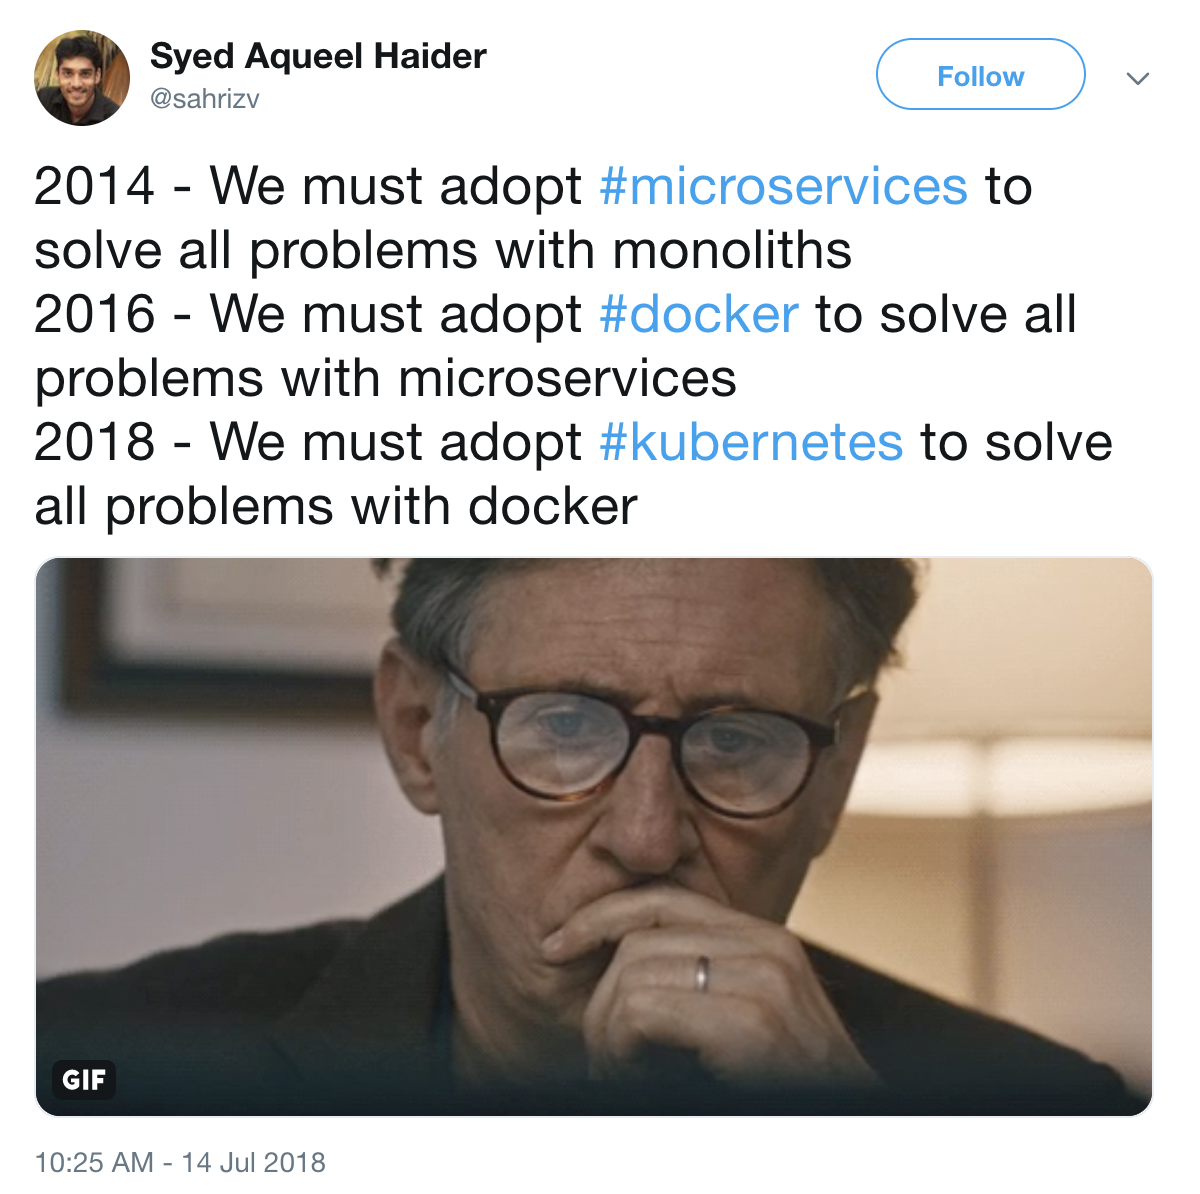 Syed Aqueel Haider
@sahrizv
Follow
2014 - We must adopt #microservices to
solve all problems with monoliths
2016 - We must adopt #docker to solve all
problems with microservices
2018 - We must adopt #kubernetes to solve
all problems with docker
GIF
10:25 AM - 14 Jul 2018